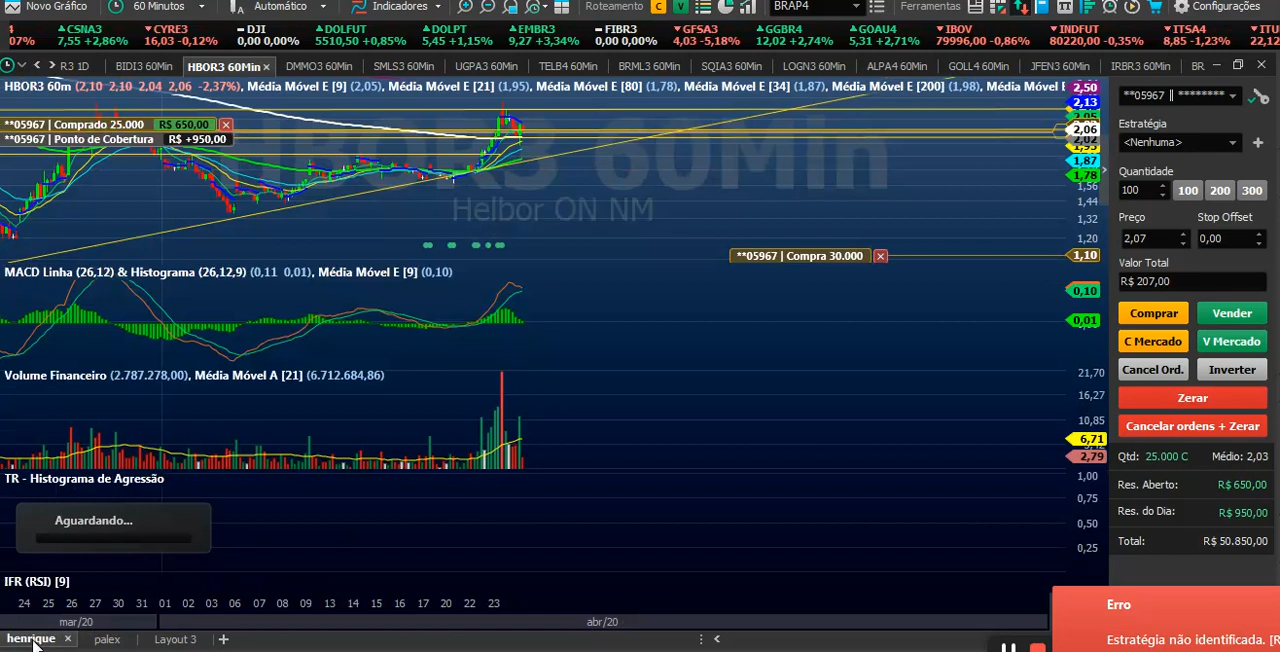 Novo Gráfico 60 Minutos Automático Indicadores Roteamento C V BRAP4 Ferramentas Configurações
CSNA3 CYRE3 DJI DOLFUT DOLPT EMBR3 FIBR3 GFSA3 GGBR4 GOAU4 IBOV INDFUT ITSA4
07% 7,55 +2,86% 16,03 -0,12% 0,00 0,00% 5510,50 +0,85% 5,45 +1,15% 9,27 +3,34% 0,00 0,00% 4,03 -5,18% 12,02 +2,74% 5,31 +2,71% 79996,00 -0,86% 80220,00 -0,35% 8,85 -1,23% 22,12
R3 1D BIDI3 60Min HBOR3 60Min × DMMO3 60Min SMLS3 60Min UGPA3 60Min TELB4 60Min BRML3 60Min SQIA3 60Min LOGN3 60Min ALPA4 60Min GOLL4 60Min JFEN3 60Min IRBR3 60Min BR
HBOR3 60m (2,10 2,10 2,04 2,06 -2,37%), Média Móvel E [9] (2,05), Média Móvel E [21] (1,95), Média Móvel E [80] (1,78), Média Móvel E [34] (1,87), Média Móvel E [200] (1,98), Média Móvel E
2,50
2,13
**05967 | Comprado 25.000 R$ 650,00
2,06
**05967 | Ponto de Cobertura R$ +950,00
1,87
1,78
1,56
1,44
1,32
1,20
HBOR3 60Min
Helbor ON NM
**05967 | Compra 30.000
1,10
MACD Linha (26,12) & Histograma (26,12,9) (0,11 0,01), Média Móvel E [9] (0,10)
0,10
0,01
Volume Financeiro (2.787.278,00), Média Móvel A [21] (6.712.684,86)
21,70
16,27
10,85
6,71
2,79
TR - Histograma de Agressão
1,00
0,75
0,50
0,25
Aguardando...
IFR (RSI) [9]
24 25 26 27 30 31 01 02 03 06 07 08 09 13 14 15 16 17 20 22 23
mar/20 abr/20
henrique × palex Layout 3 +
**05967 ********
Estratégia
<Nenhuma>
Quantidade
100 100 200 300
Preço Stop Offset
2,07 0,00
Valor Total
R$ 207,00
Comprar Vender
C Mercado V Mercado
Cancel Ord. Inverter
Zerar
Cancelar ordens + Zerar
Qtd: 25.000 C Médio: 2,03
Res. Aberto: R$ 650,00
Res. do Dia: R$ 950,00
Total: R$ 50.850,00
Erro
Estratégia não identificada. [R